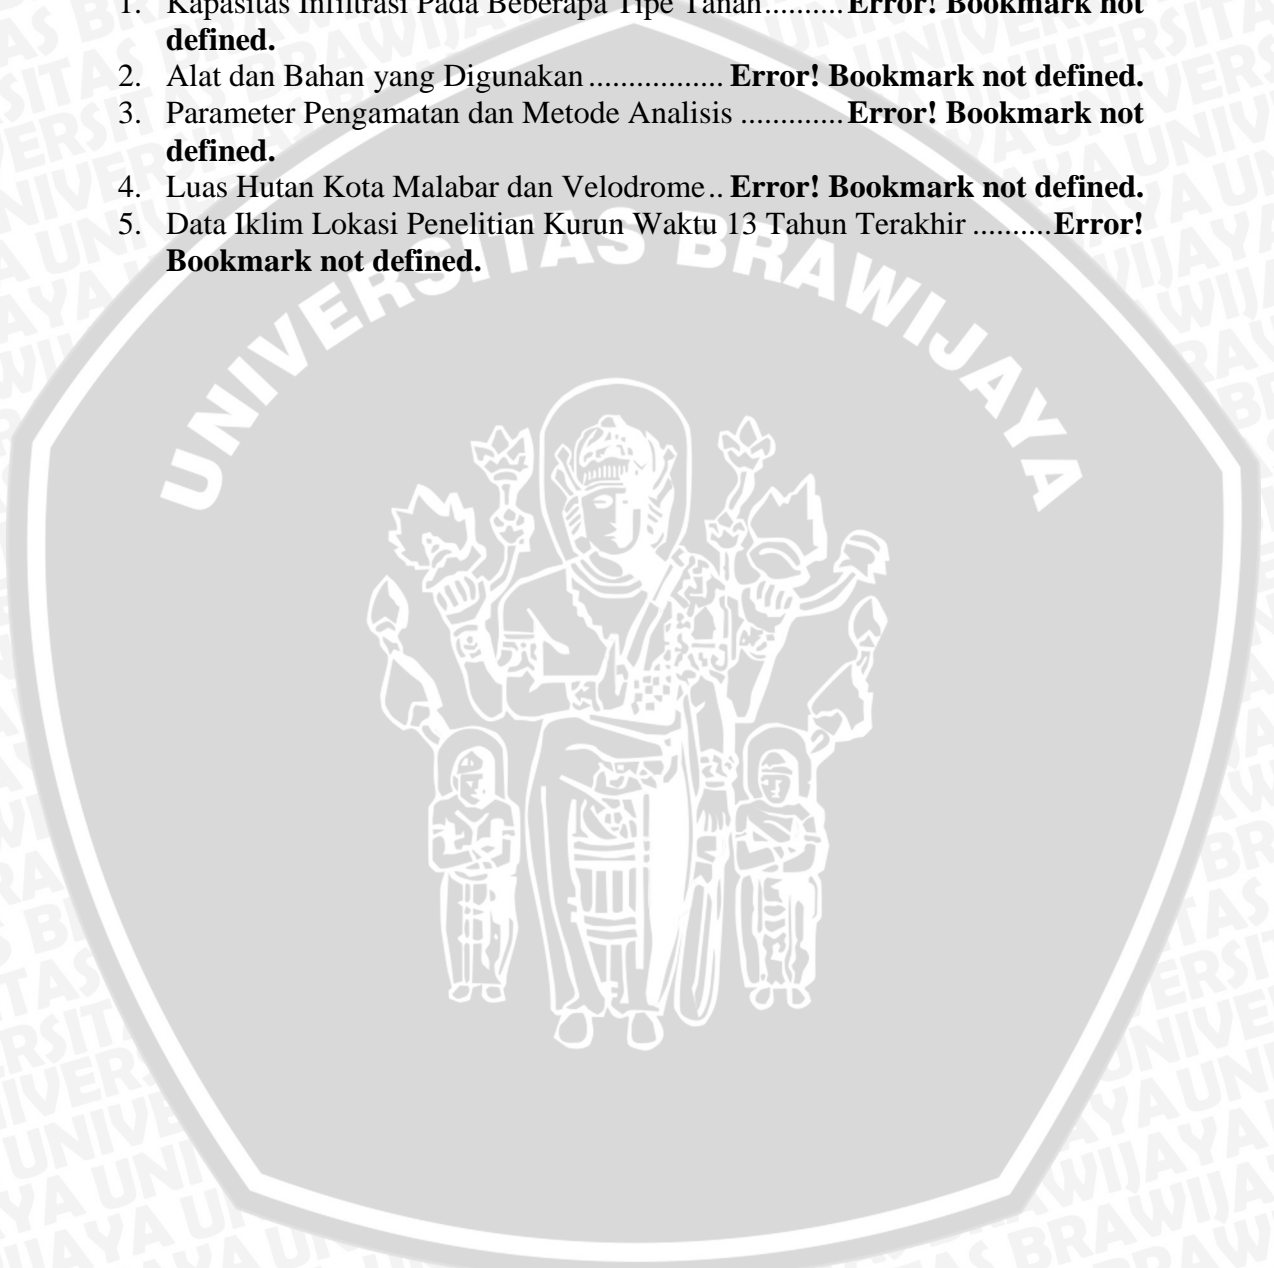 1. Kapasitas Infiltrasi Pada Beberapa Tipe Tanah..........Error! Bookmark not
defined.
2. Alat dan Bahan yang Digunakan ................. Error! Bookmark not defined.
3. Parameter Pengamatan dan Metode Analisis .............Error! Bookmark not
defined.
4. Luas Hutan Kota Malabar dan Velodrome.. Error! Bookmark not defined.
5. Data Iklim Lokasi Penelitian Kurun Waktu 13 Tahun Terakhir ..........Error!
Bookmark not defined.
UNIVERSITAS BRAWIJAYA